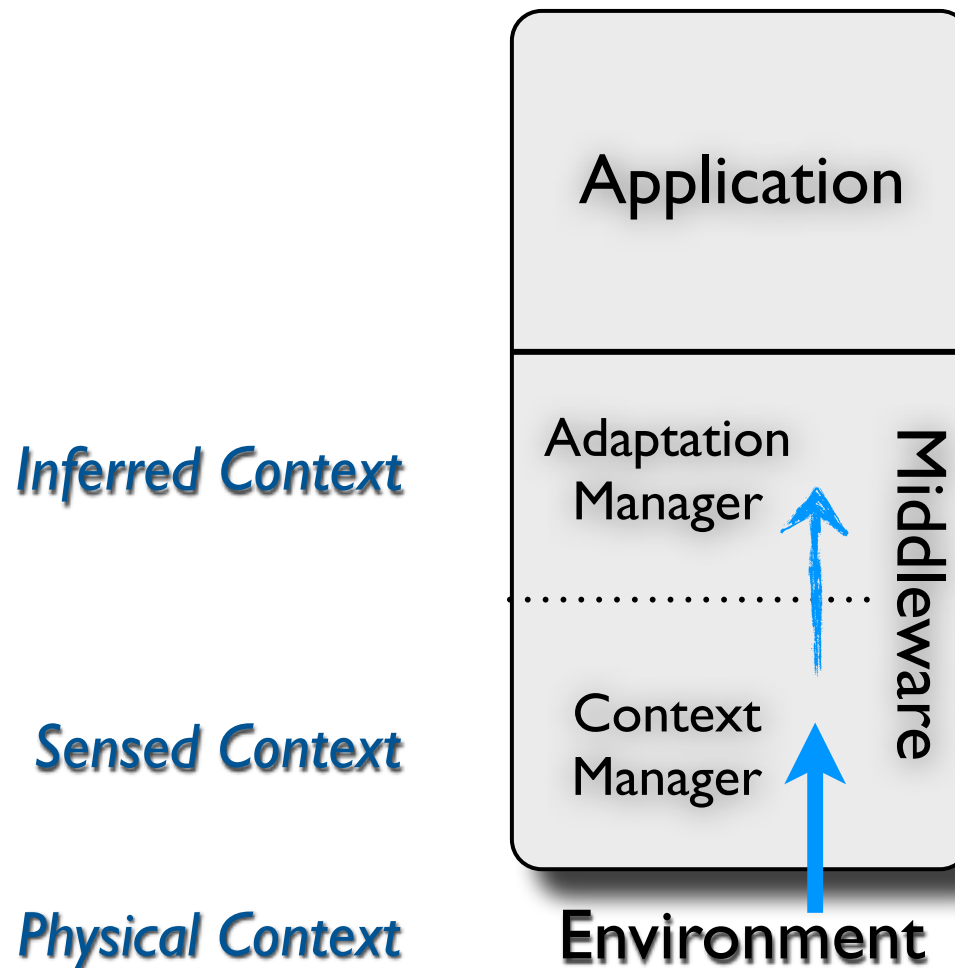 Application
Inferred Context
Adaptation
Manager
Middleware
Sensed Context
Context
Manager
Physical Context
Environment